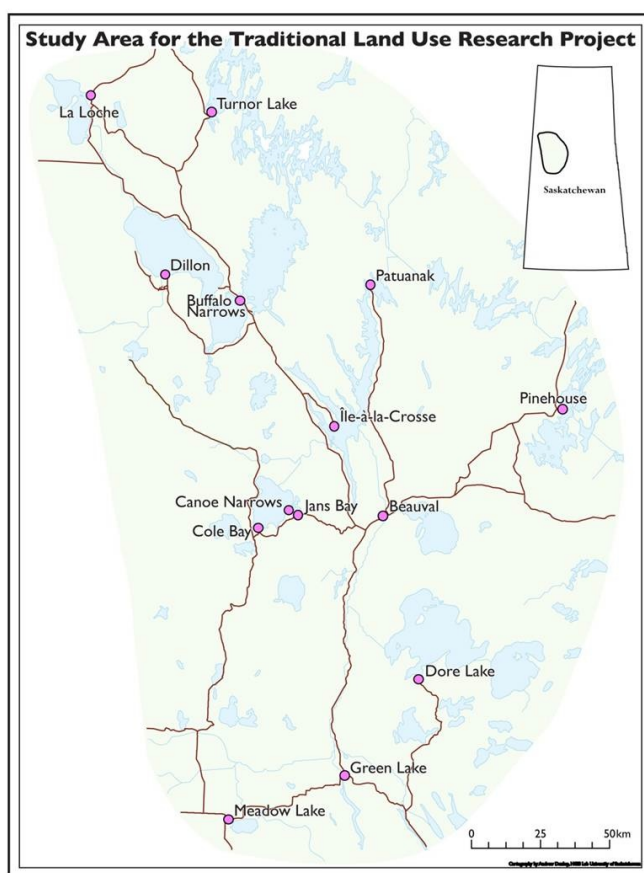 Study Area for the Traditional Land Use Research Project
La Loche
Turnor Lake
Saskatchewan
Dillon
Buffalo
Narrows
Patuanak
Pinehouse
Île-à-la-Crosse
Canoe Narrows
Jans Bay
Beauval
Cole Bay
Dore Lake
Green Lake
Meadow Lake
0 25 50km